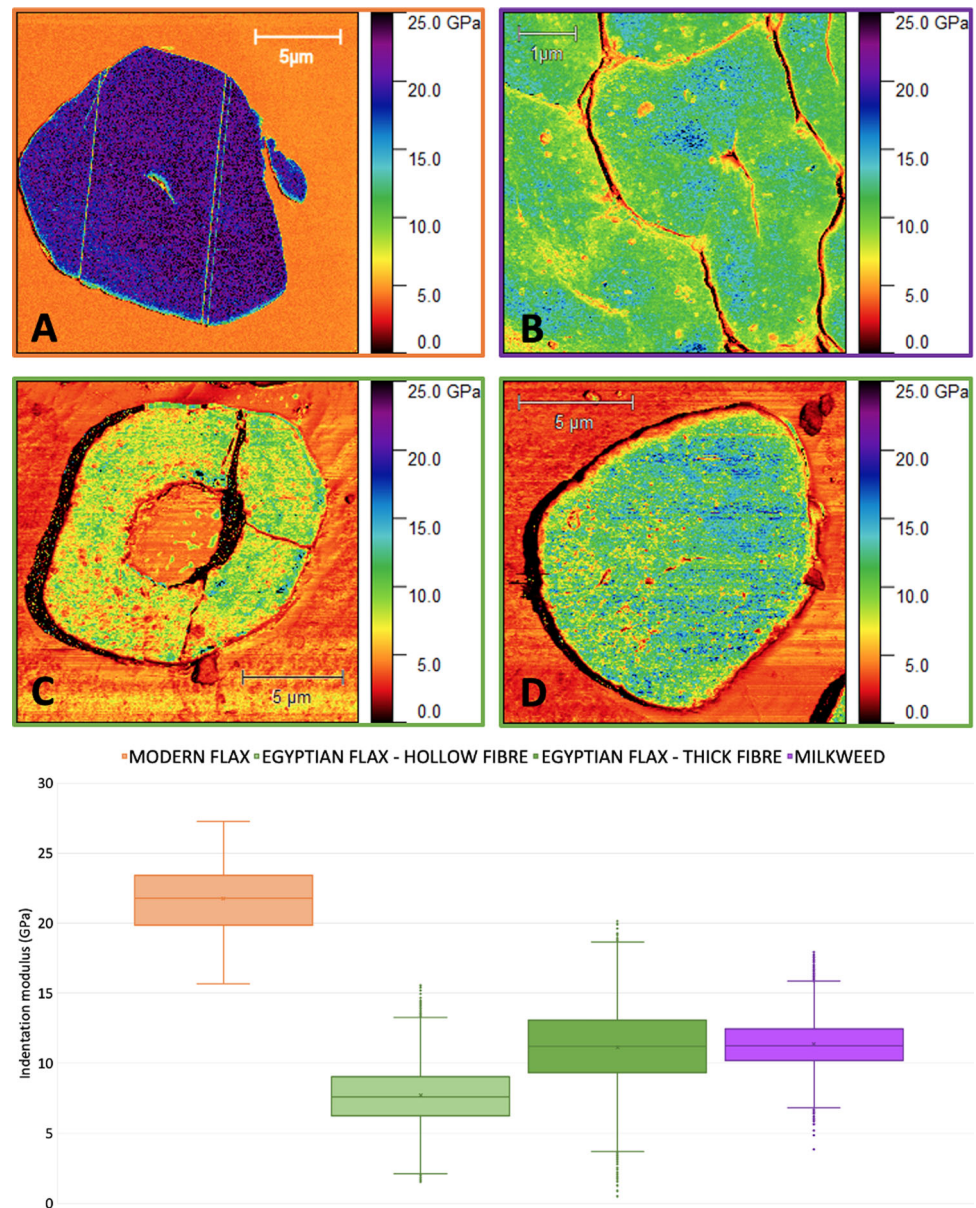 5µm
25.0 GPa
20.0
15.0
10.0
5.0
0.0
A
1µm
25.0 GPa
20.0
15.0
10.0
5.0
0.0
B
25.0 GPa
20.0
15.0
10.0
5.0
0.0
C
5 µm
5 µm
25.0 GPa
20.0
15.0
10.0
5.0
0.0
D
MODERN FLAX EGYPTIAN FLAX - HOLLOW FIBRE EGYPTIAN FLAX - THICK FIBRE MILKWEED
Indentation modulus (GPa)
30
25
20
15
10
5
0